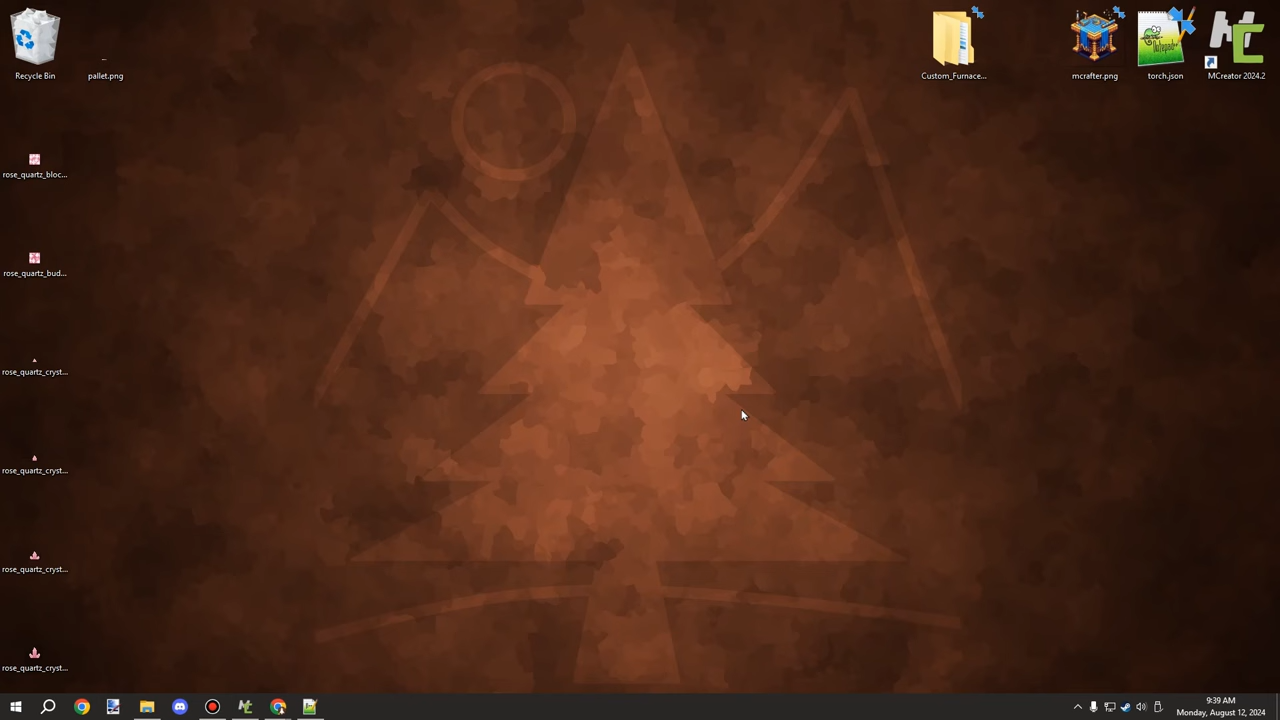 Recycle Bin
pallet.png
Custom_Furnace...
mcrafter.png
torch.json
MCreator 2024.2
rose_quartz_bloc...
rose_quartz_bud...
rose_quartz_cryst...
rose_quartz_cryst...
rose_quartz_cryst...
rose_quartz_cryst...
9:39 AM
Monday, August 12, 2024